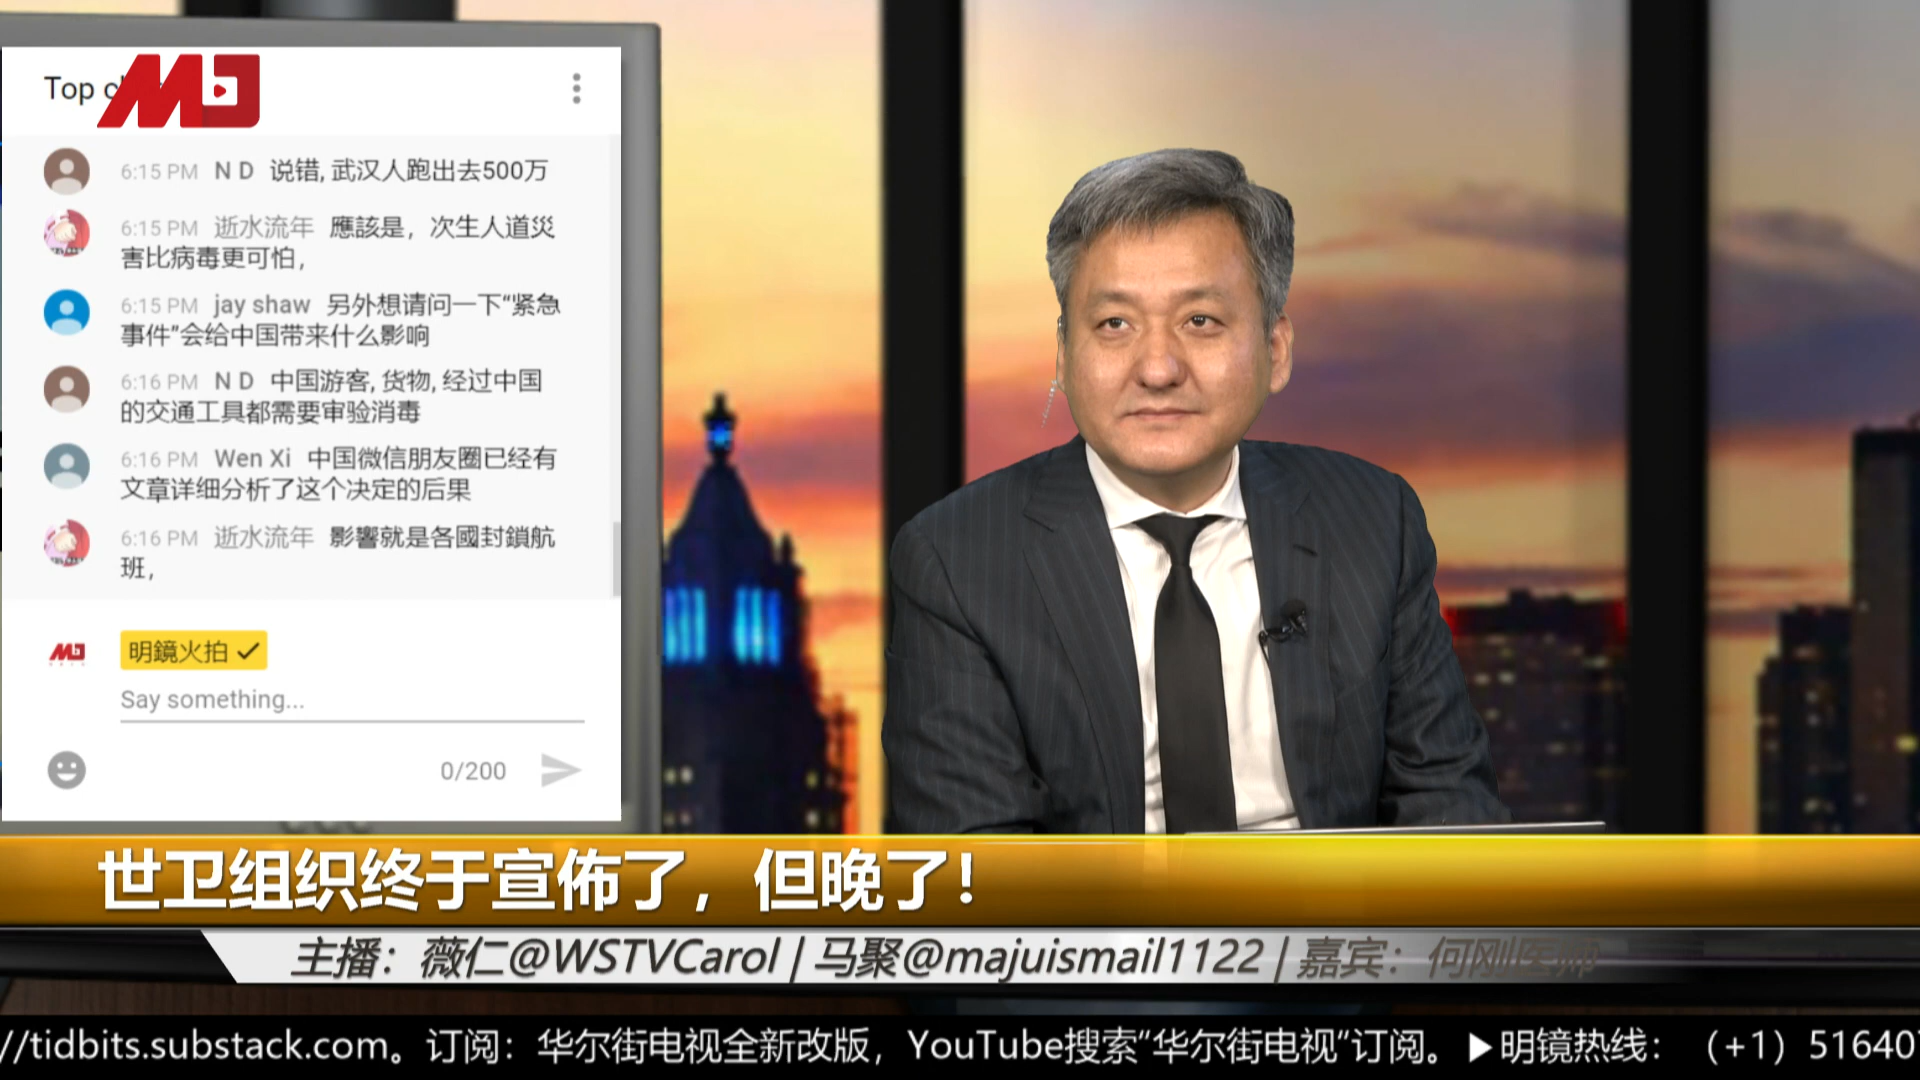 Top
6:15 PM N D 说错, 武汉人跑出去500万
6:15 PM 逝水流年 應該是，次生人道災
害比病毒更可怕，
6:15 PM jay shaw 另外想请问一下“紧急
事件”会给中国带来什么影响
6:16 PM N D 中国游客, 货物, 经过中国
的交通工具都需要审验消毒
6:16 PM Wen Xi 中国微信朋友圈已经有
文章详细分析了这个决定的后果
6:16 PM 逝水流年 影響就是各國封鎖航
班，
明鏡火拍
Say something...
0/200
世卫组织终于宣佈了，但晚了！
主播：薇仁@WSTVCarol | 马聚@majuismail1122 | 嘉宾：何刚医师
//tidbits.substack.com。订阅：华尔街电视全新改版，YouTube搜索“华尔街电视”订阅。▶明镜热线：（+1）51640